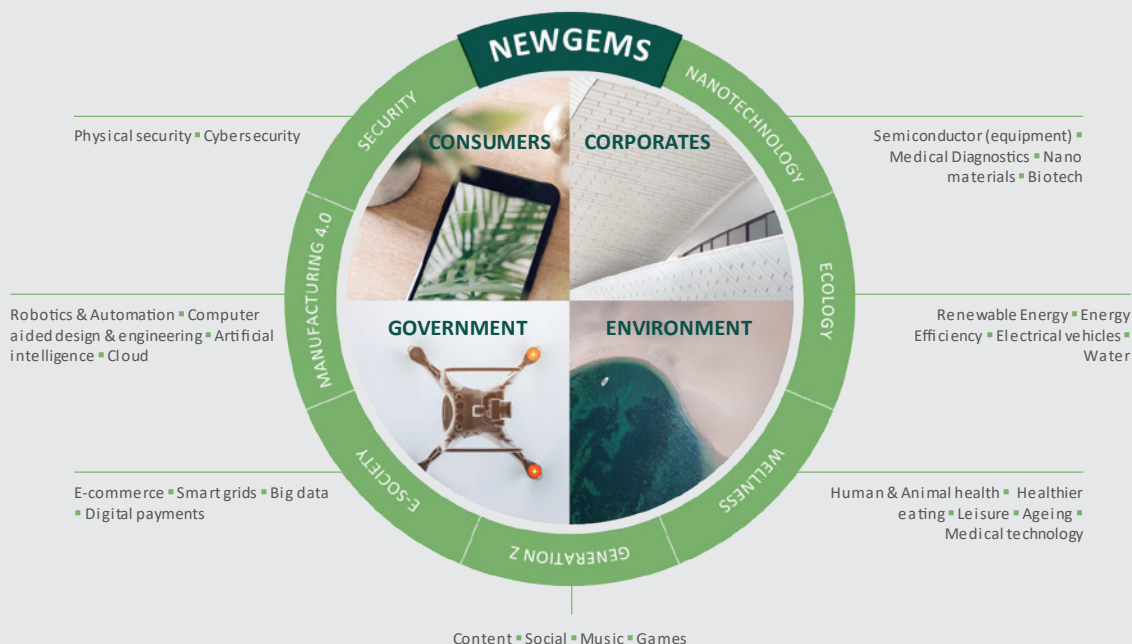 NEWGEMS
SECURITY
NANOTECHNOLOGY
CONSUMERS
CORPORATES
Physical security ▪ Cybersecurity
Semiconductor (equipment) ▪
Medical Diagnostics ▪ Nano
materials ▪ Biotech
MANUFACTURING 4.0
ECOLOGY
GOVERNMENT
ENVIRONMENT
Robotics & Automation ▪ Computer
aided design & engineering ▪ Artificial
intelligence ▪ Cloud
Renewable Energy ▪ Energy
Efficiency ▪ Electrical vehicles ▪
Water
E-SOCIETY
WELLNESS
E-commerce ▪ Smart grids ▪ Big data
▪ Digital payments
Human & Animal health ▪ Healthier
eating ▪ Leisure ▪ Ageing ▪
Medical technology
GENERATION Z
Content ▪ Social ▪ Music ▪ Games